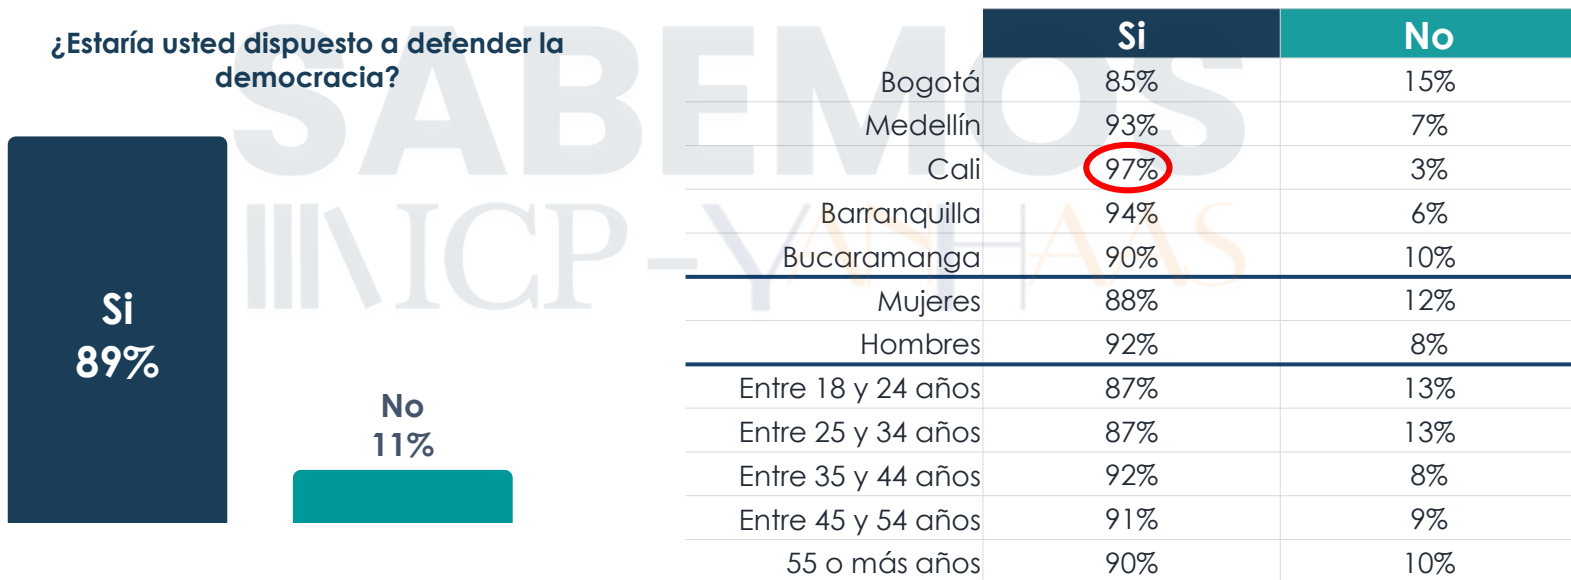 ¿Estaría usted dispuesto a defender la
democracia?
Si
89%
No
11%
Si No
Bogotá 85% 15%
Medellín 93% 7%
Cali 97% 3%
Barranquilla 94% 6%
Bucaramanga 90% 10%
Mujeres 88% 12%
Hombres 92% 8%
Entre 18 y 24 años 87% 13%
Entre 25 y 34 años 87% 13%
Entre 35 y 44 años 92% 8%
Entre 45 y 54 años 91% 9%
55 o más años 90% 10%
SABEMOS
ICP-YANHAAS